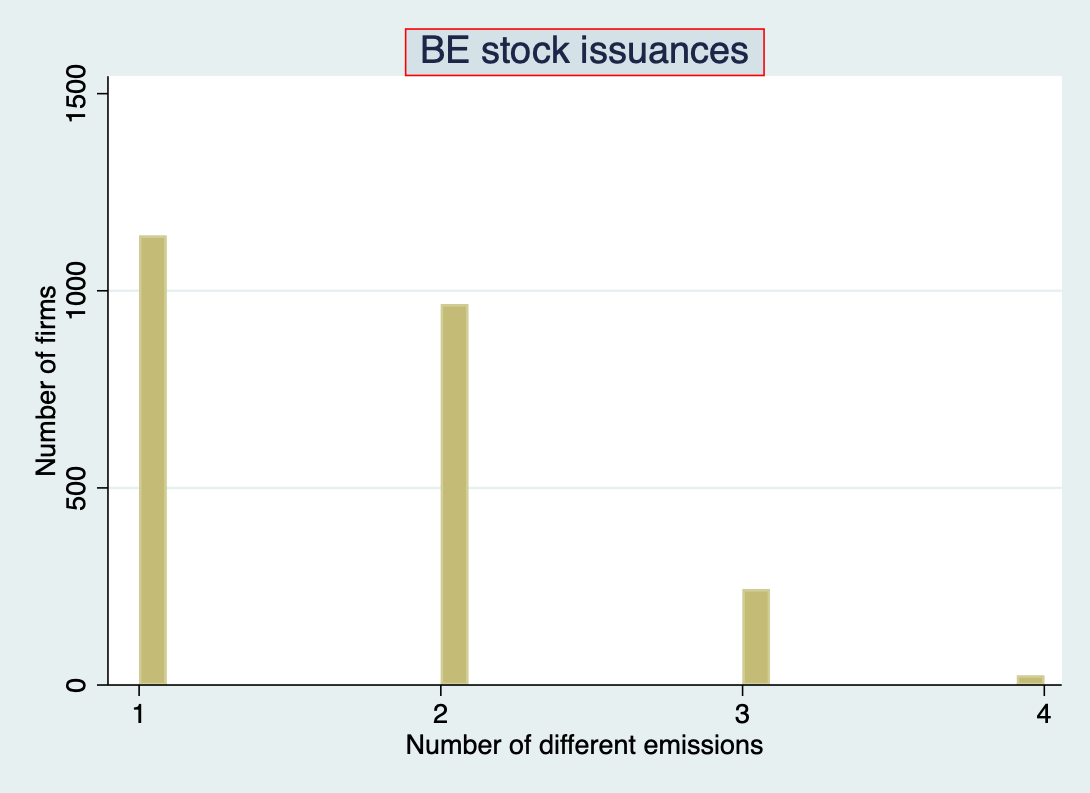 BE stock issuances
1500
1000
500
0
Number of firms
1
2
3
4
Number of different emissions